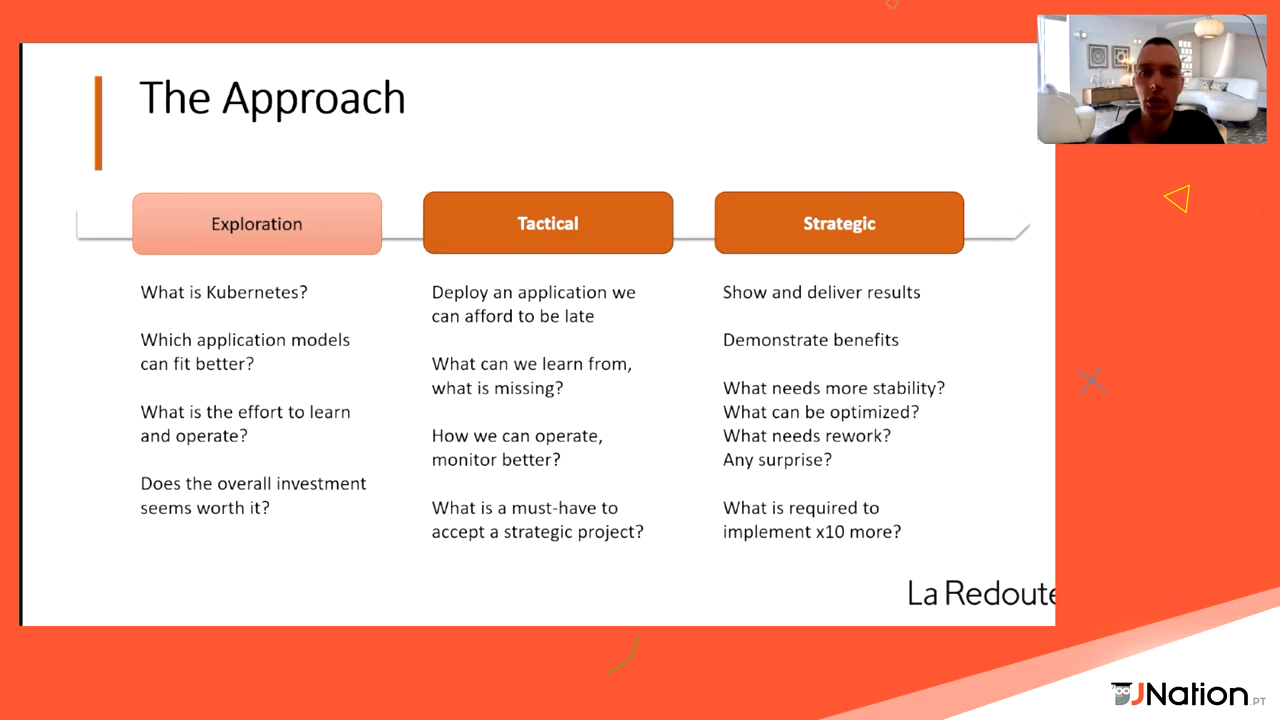 The Approach
Exploration
What is Kubernetes?
Which application models
can fit better?
What is the effort to learn
and operate?
Does the overall investment
seems worth it?
Tactical
Deploy an application we
can afford to be late
What can we learn from,
what is missing?
How we can operate,
monitor better?
What is a must-have to
accept a strategic project?
Strategic
Show and deliver results
Demonstrate benefits
What needs more stability?
What can be optimized?
What needs rework?
Any surprise?
What is required to
implement x10 more?
La Redoute
JNation.PT